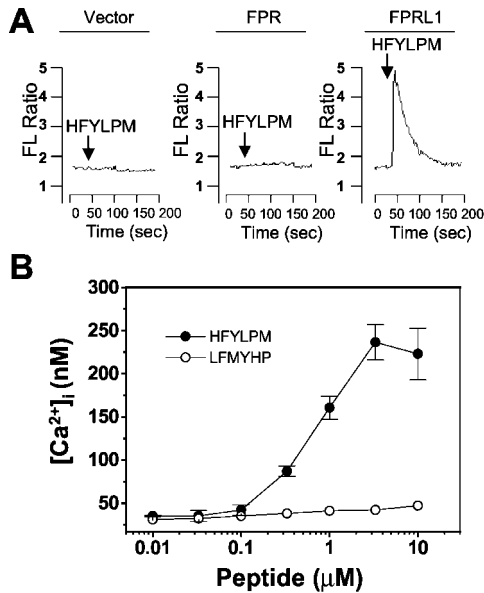 A
Vector
FPR
FPRL1
FL Ratio
5
4
3
2
1
HFYLPM
0 50 100 150 200
Time (sec)
FL Ratio
5
4
3
2
1
HFYLPM
0 50 100 150 200
Time (sec)
FL Ratio
5
4
3
2
1
HFYLPM
0 50 100 150 200
Time (sec)
B
[Ca2+]i (nM)
300
250
200
150
100
50
HFYLPM
LFMYHP
0.01 0.1 1 10
Peptide (μM)